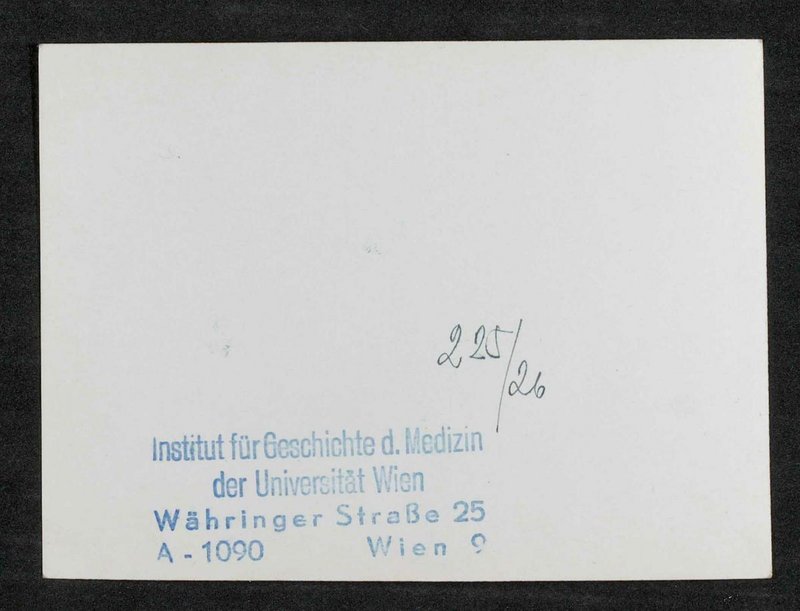 225/26
Institut für Geschichte d. Medizin
der Universität Wien
Währinger Straße 25
A - 1090 Wien 9